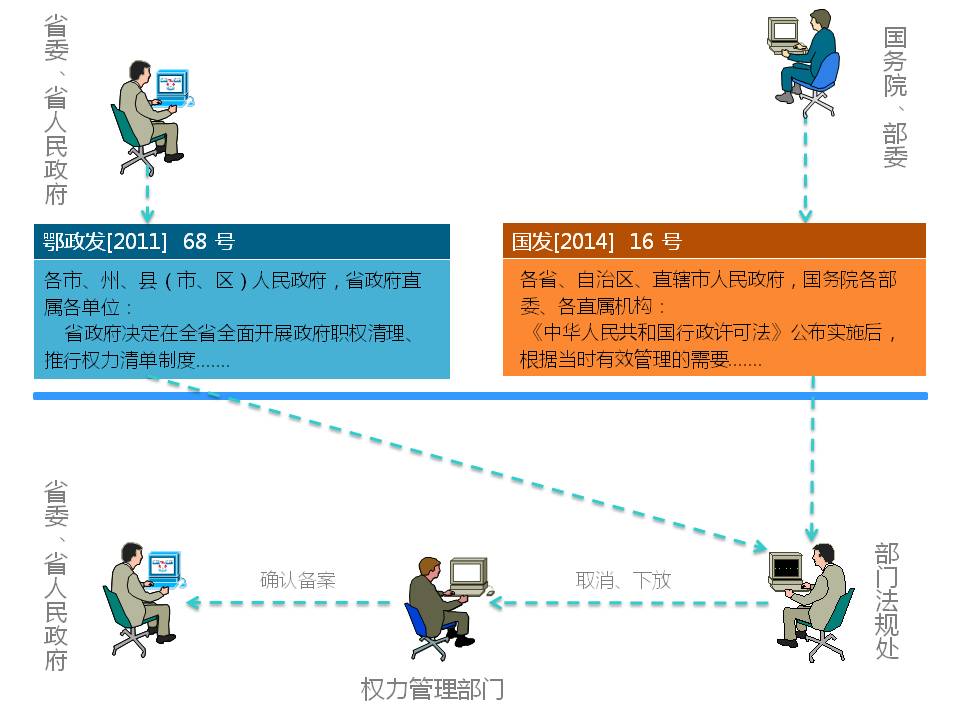 省委、省人民政府
国务院、部委
鄂政发[2011] 68 号
各市、州、县（市、区）人民政府，省政府直
属各单位：
省政府决定在全省全面开展政府职权清理、
推行权力清单制度.......
国发[2014] 16 号
各省、自治区、直辖市人民政府，国务院各部
委、各直属机构：
《中华人民共和国行政许可法》公布实施后，
根据当时有效管理的需要.......
省委、省人民政府
确认备案
取消、下放
部门法规处
权力管理部门